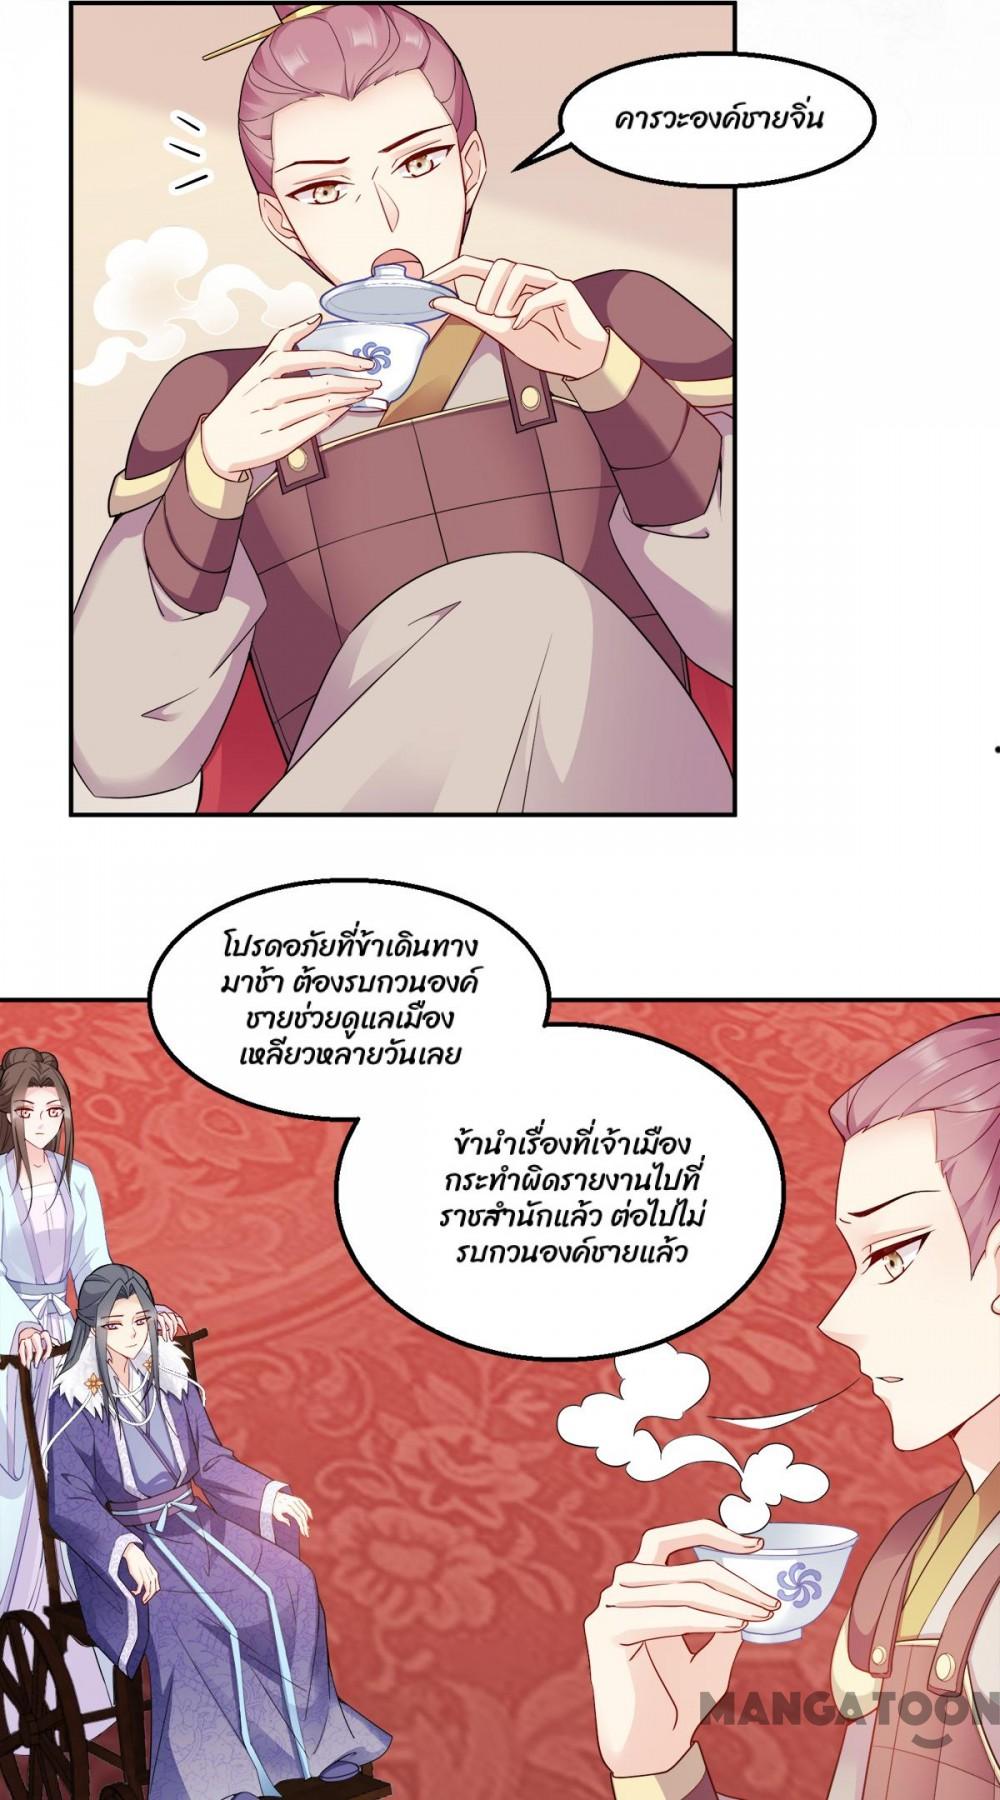 คารวะองค์ชายจิ่น
โปรดอภัยที่ข้าเดินทาง
มาช้า ต้องรบกวนองค์
ชายช่วยดูแลเมือง
เหลียวหลายวันเลย
ข้านำเรื่องที่เจ้าเมือง
กระทำผิดรายงานไปที่
ราชสำนักแล้ว ต่อไปไม่
รบกวนองค์ชายแล้ว
MANGATOON